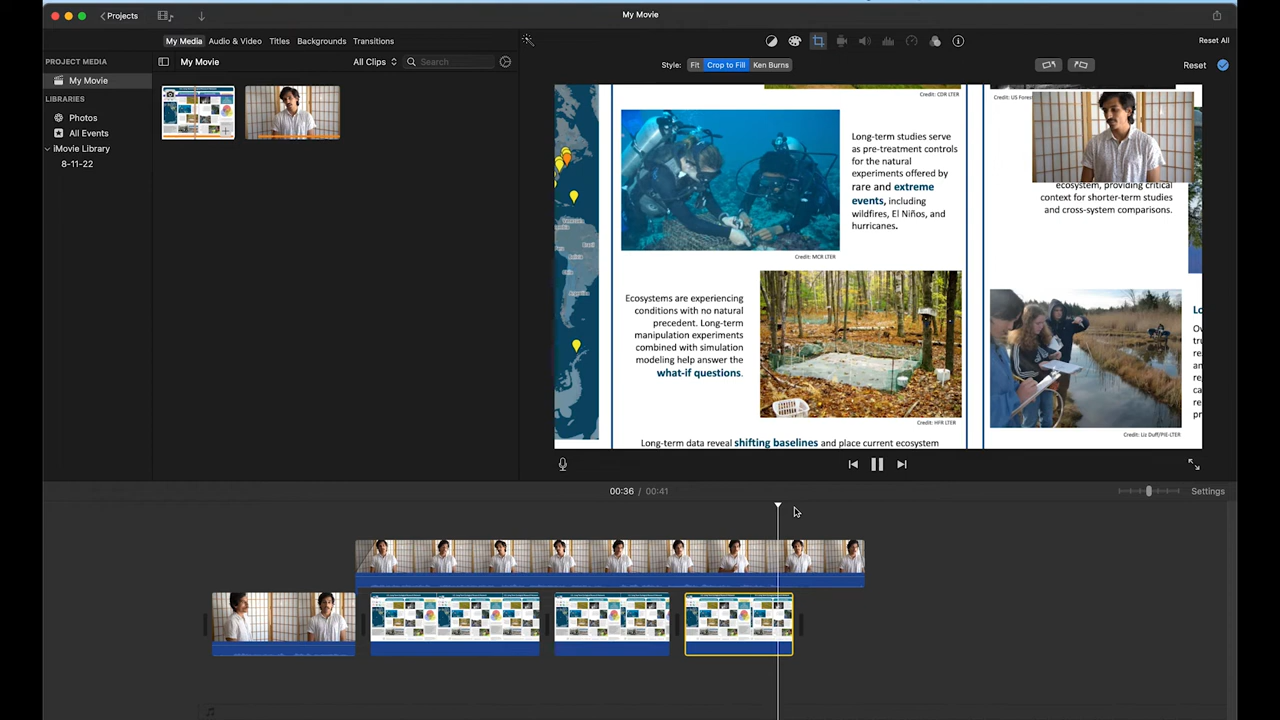 Projects
My Movie
My Media
Audio & Video
Titles
Backgrounds
Transitions
Reset All
PROJECT MEDIA
My Movie
LIBRARIES
Photos
All Events
iMovie Library
8-11-22
My Movie
All Clips
Search
Style:
Fit
Crop to Fill
Ken Burns
Reset
Credit: CDR LTER
Long-term studies serve
as pre-treatment controls
for the natural
experiments offered by
rare and extreme
events, including
wildfires, El Niños, and
hurricanes.
Credit: MCR LTER
Ecosystems are experiencing
conditions with no natural
precedent. Long-term
manipulation experiments
combined with simulation
modeling help answer the
what-if questions.
Credit: HFR LTER
Long-term data reveal shifting baselines and place current ecosystem
Credit: US Fores
ecosystem, providing critical
context for shorter-term studies
and cross-system comparisons.
Credit: Liz Duff/PIE-LTER
00:36 / 00:41
Settings